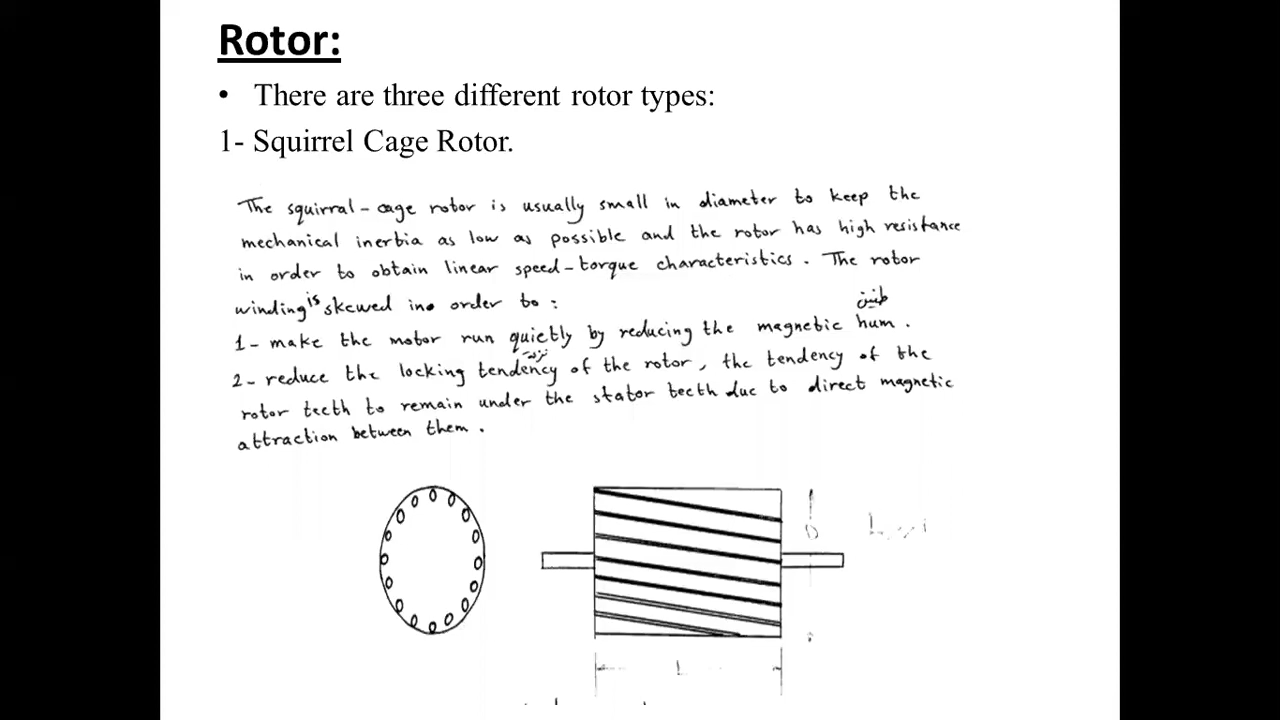 Rotor:
• There are three different rotor types:
1- Squirrel Cage Rotor.
The squirral-cage rotor is usually small in diameter to keep the
mechanical inertia as low as possible and the rotor has high resistance
in order to obtain linear speed-torque characteristics. The rotor
winding is skewed in order to :
طنين
1- make the motor run quietly by reducing the magnetic hum.
2- reduce the locking tendency of the rotor, the tendency of the
rotor teeth to remain under the stator teeth due to direct magnetic
attraction between them.
D
L